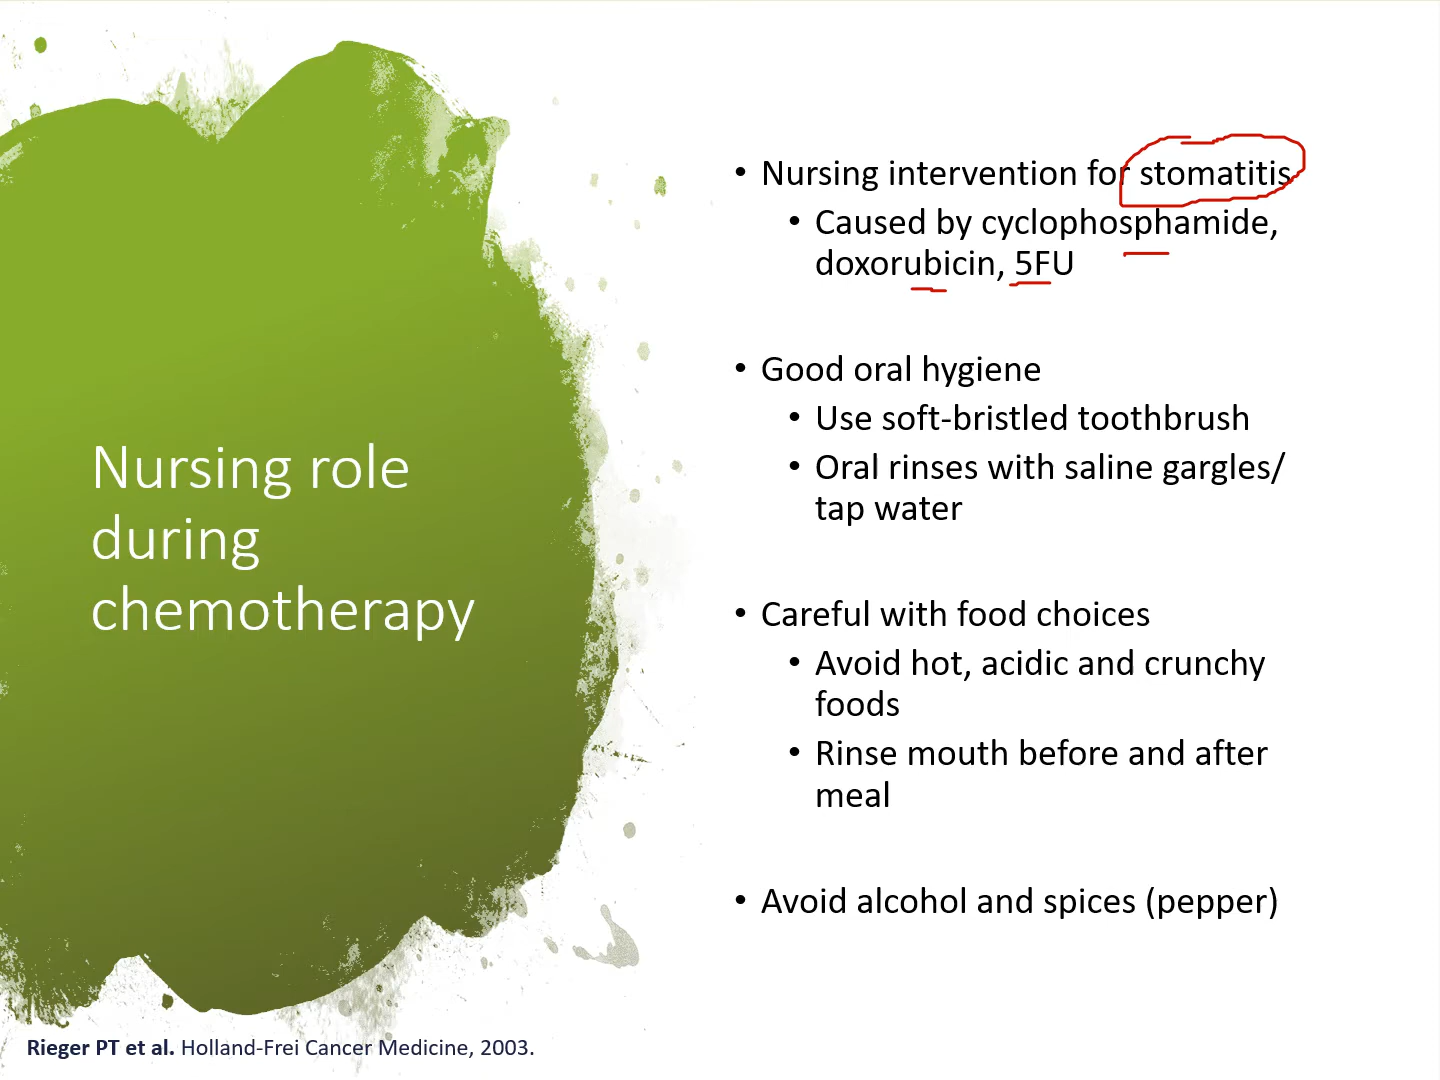 Nursing role
during
chemotherapy
• Nursing intervention for stomatitis
• Caused by cyclophosphamide,
doxorubicin, 5FU
• Good oral hygiene
• Use soft-bristled toothbrush
• Oral rinses with saline gargles/
tap water
• Careful with food choices
• Avoid hot, acidic and crunchy
foods
• Rinse mouth before and after
meal
• Avoid alcohol and spices (pepper)
Rieger PT et al. Holland-Frei Cancer Medicine, 2003.